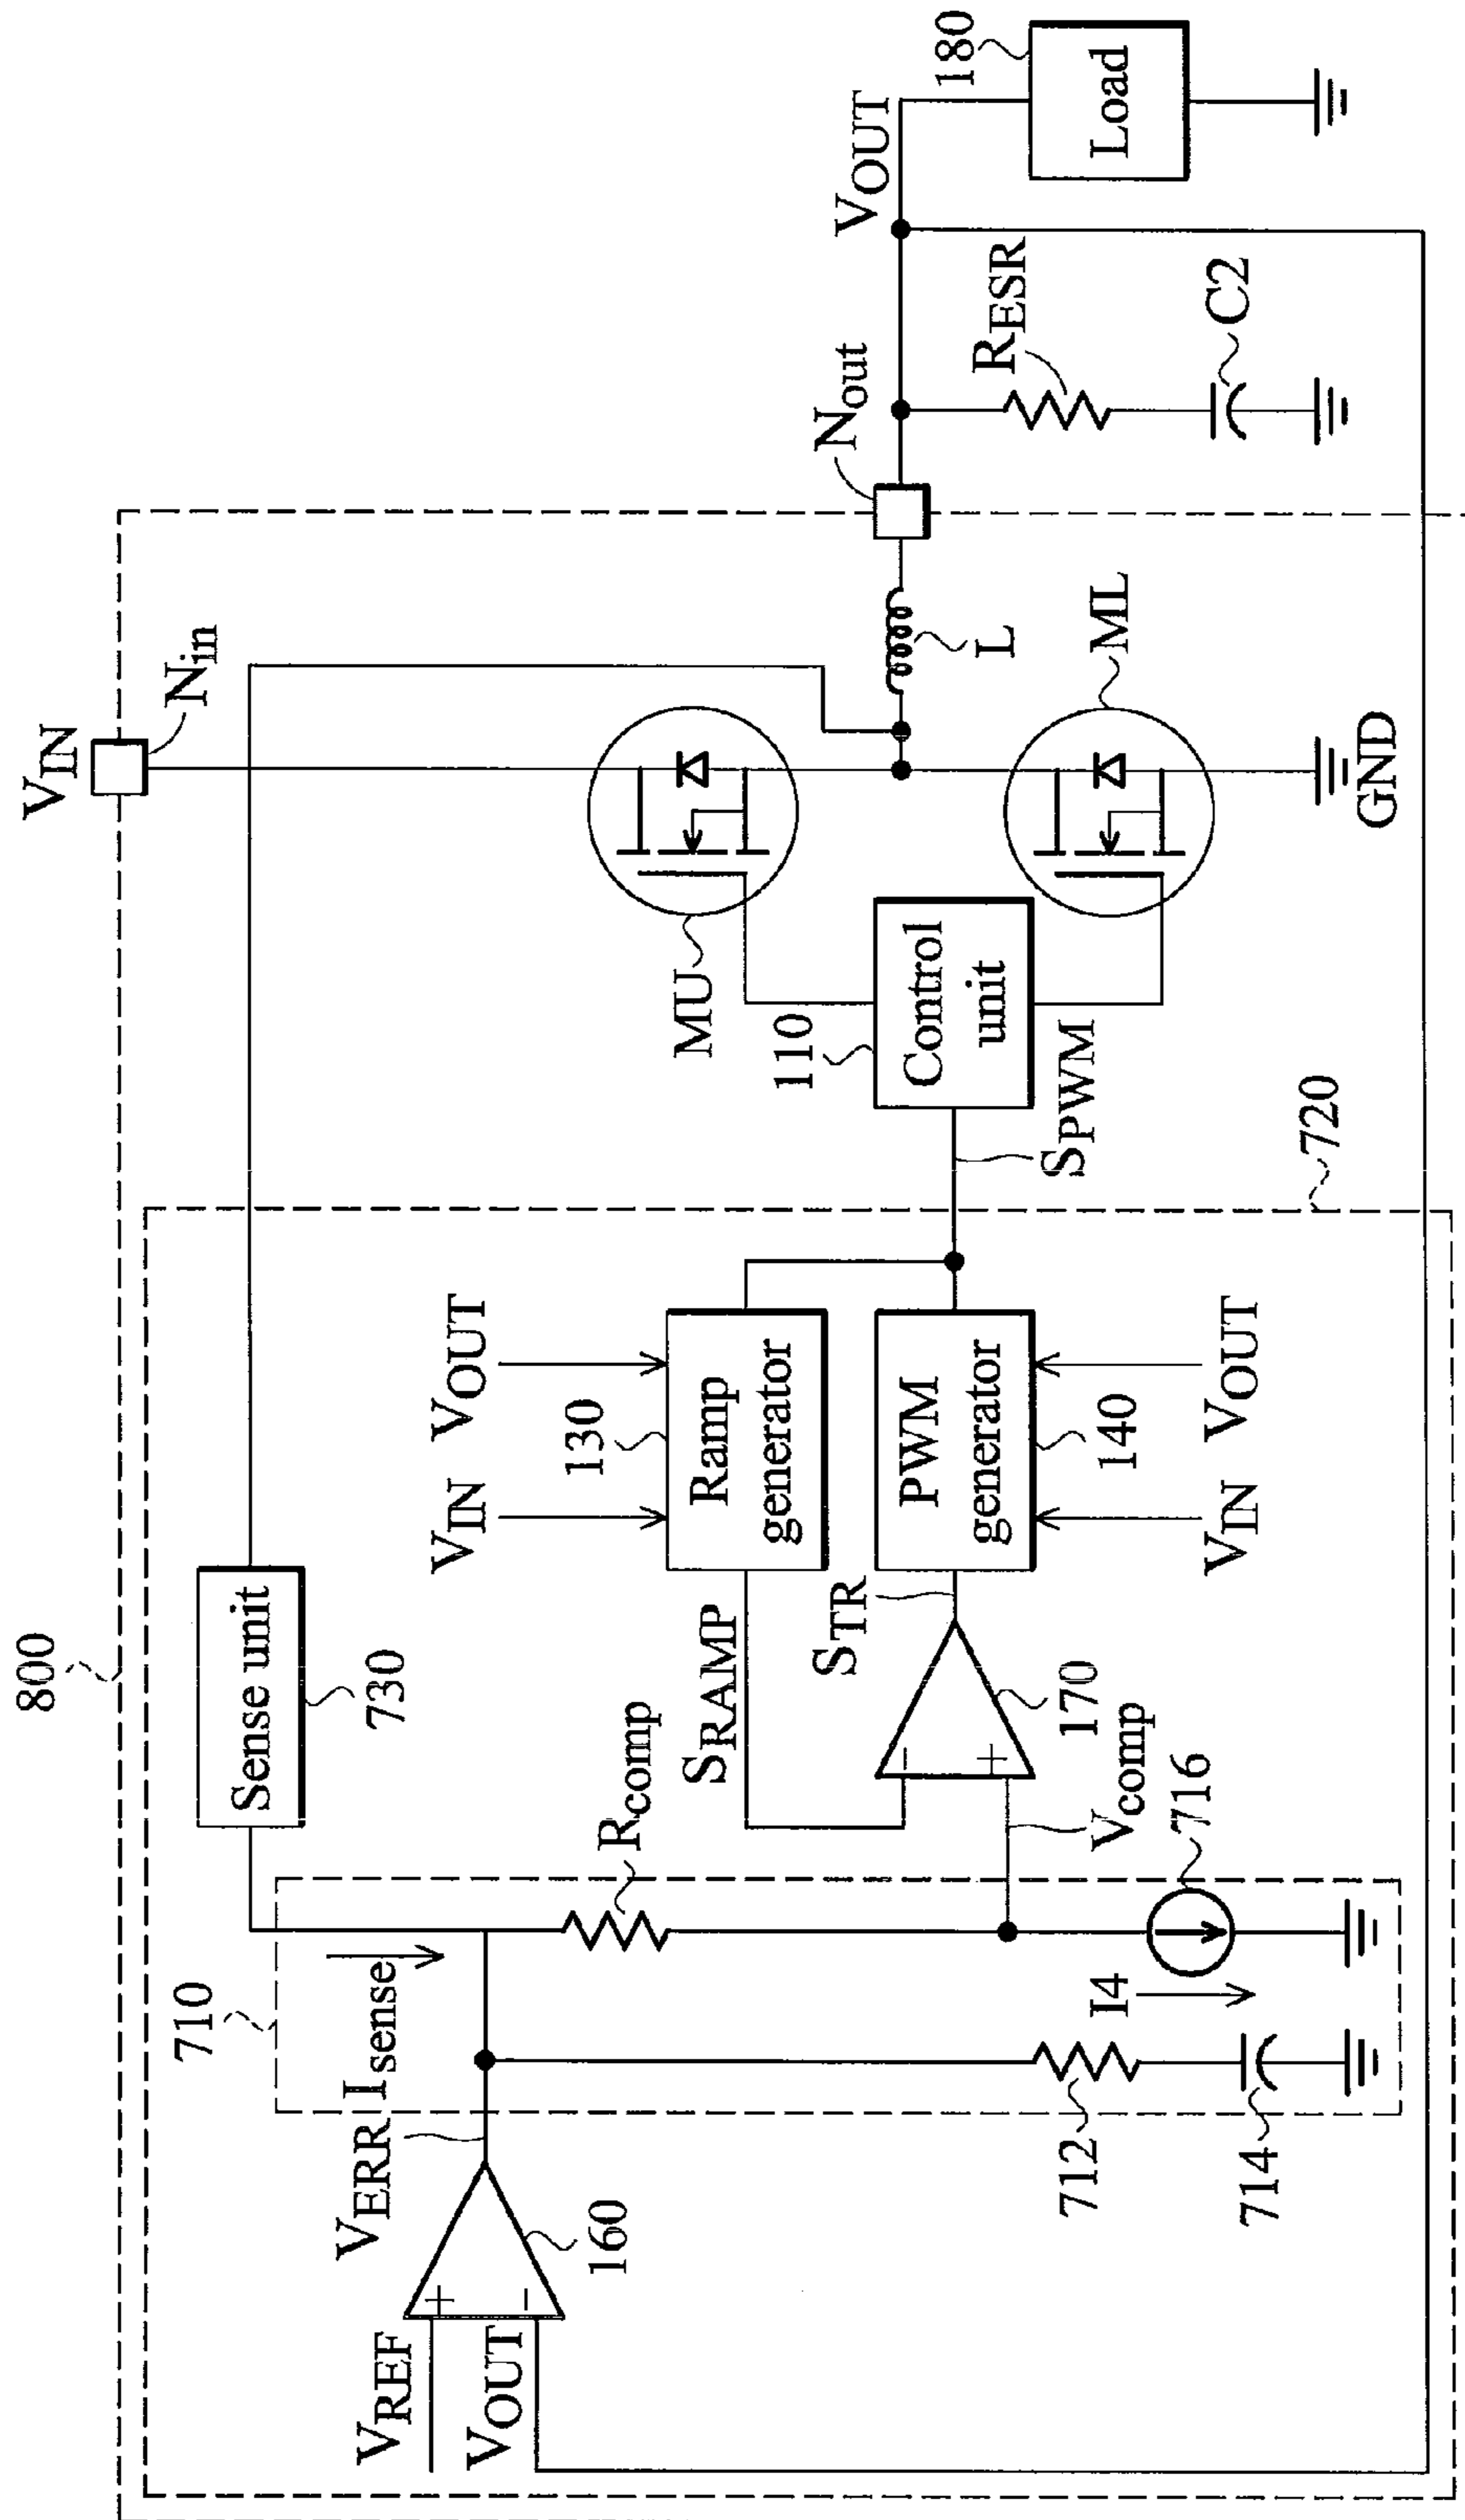 800
VIN
Nin
Sense unit
730
710
Isense
VERR
VREF
VOUT
160
Rcomp
712
714
I4
716
Vcomp
170
SRAMP
STR
VIN
VOUT
130
Ramp
generator
PWM
generator
140
VIN
VOUT
720
SPWM
110
Control
unit
MU
ML
GND
L
Nout
RESR
C2
VOUT
180
Load